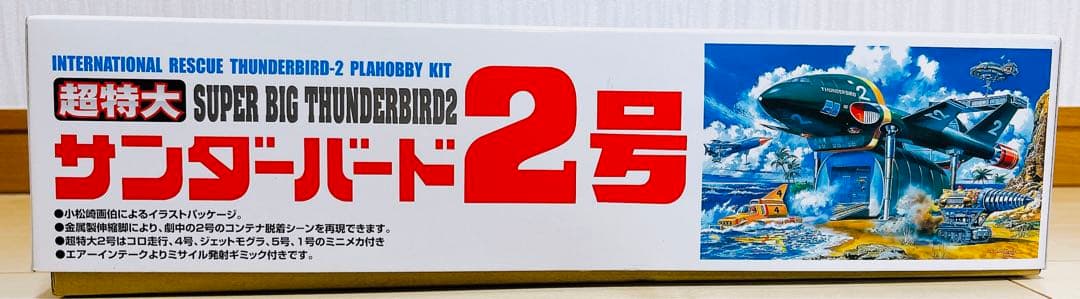 INTERNATIONAL RESCUE THUNDERBIRD-2 PLAHOBBY KIT
超特大 SUPER BIG THUNDERBIRD2
サンダーバード2号
●小松崎画伯によるイラストパッケージ。
●金属製伸縮脚により、劇中の2号のコンテナ脱着シーンを再現できます。
●超特大2号はコロ走行、4号、ジェットモグラ、5号、1号のミニメカ付き
●エアーインテークよりミサイル発射ギミック付きです。
THUNDERBIRD 2
2
4